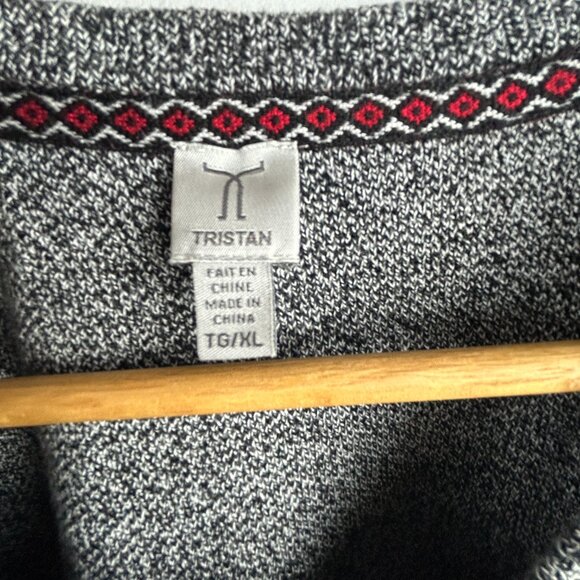 TRISTAN
FAIT EN
CHINE
MADE IN
CHINA
TG/XL